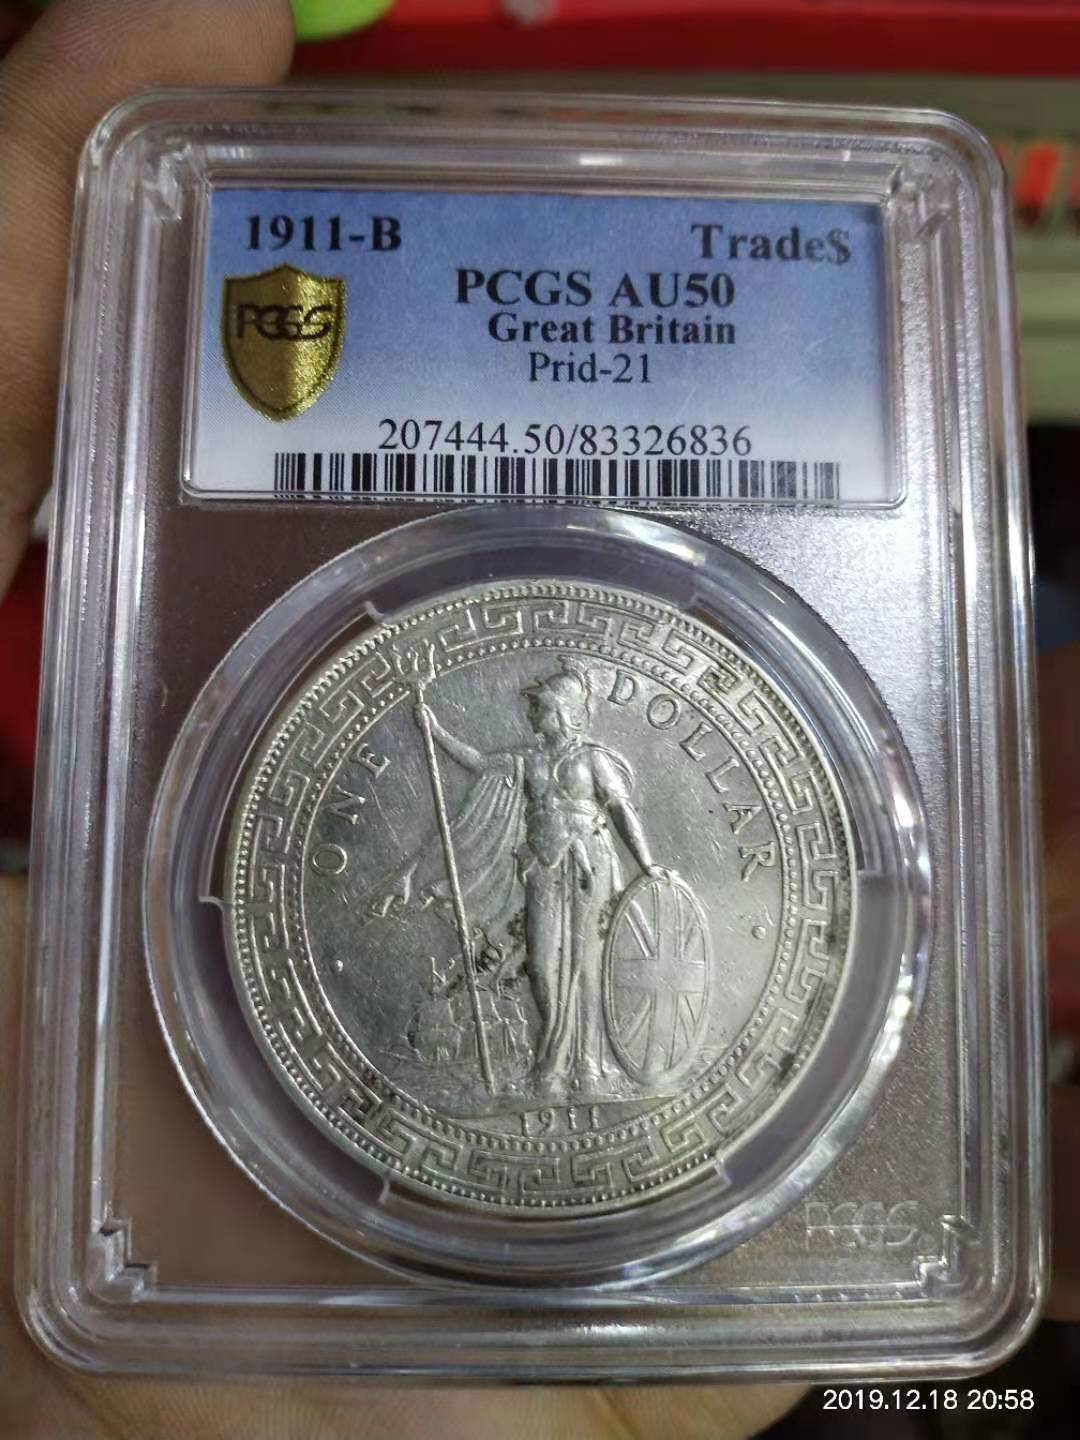 1911-B Trade$
PCGS AU50
PCGS
Great Britain
Prid-21
207444.50/83326836
ONE DOLLAR
1911
PCGS
2019.12.18 20:58